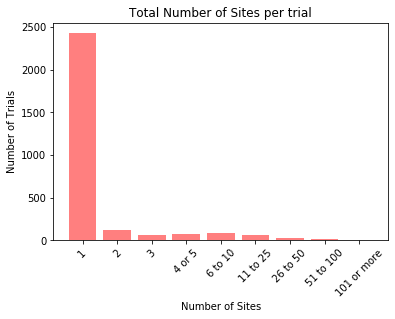 Total Number of Sites per trial
2500
2000
1500
1000
500
0
Number of Trials
1
2
3
4 or 5
6 to 10
11 to 25
26 to 50
51 to 100
101 or more
Number of Sites